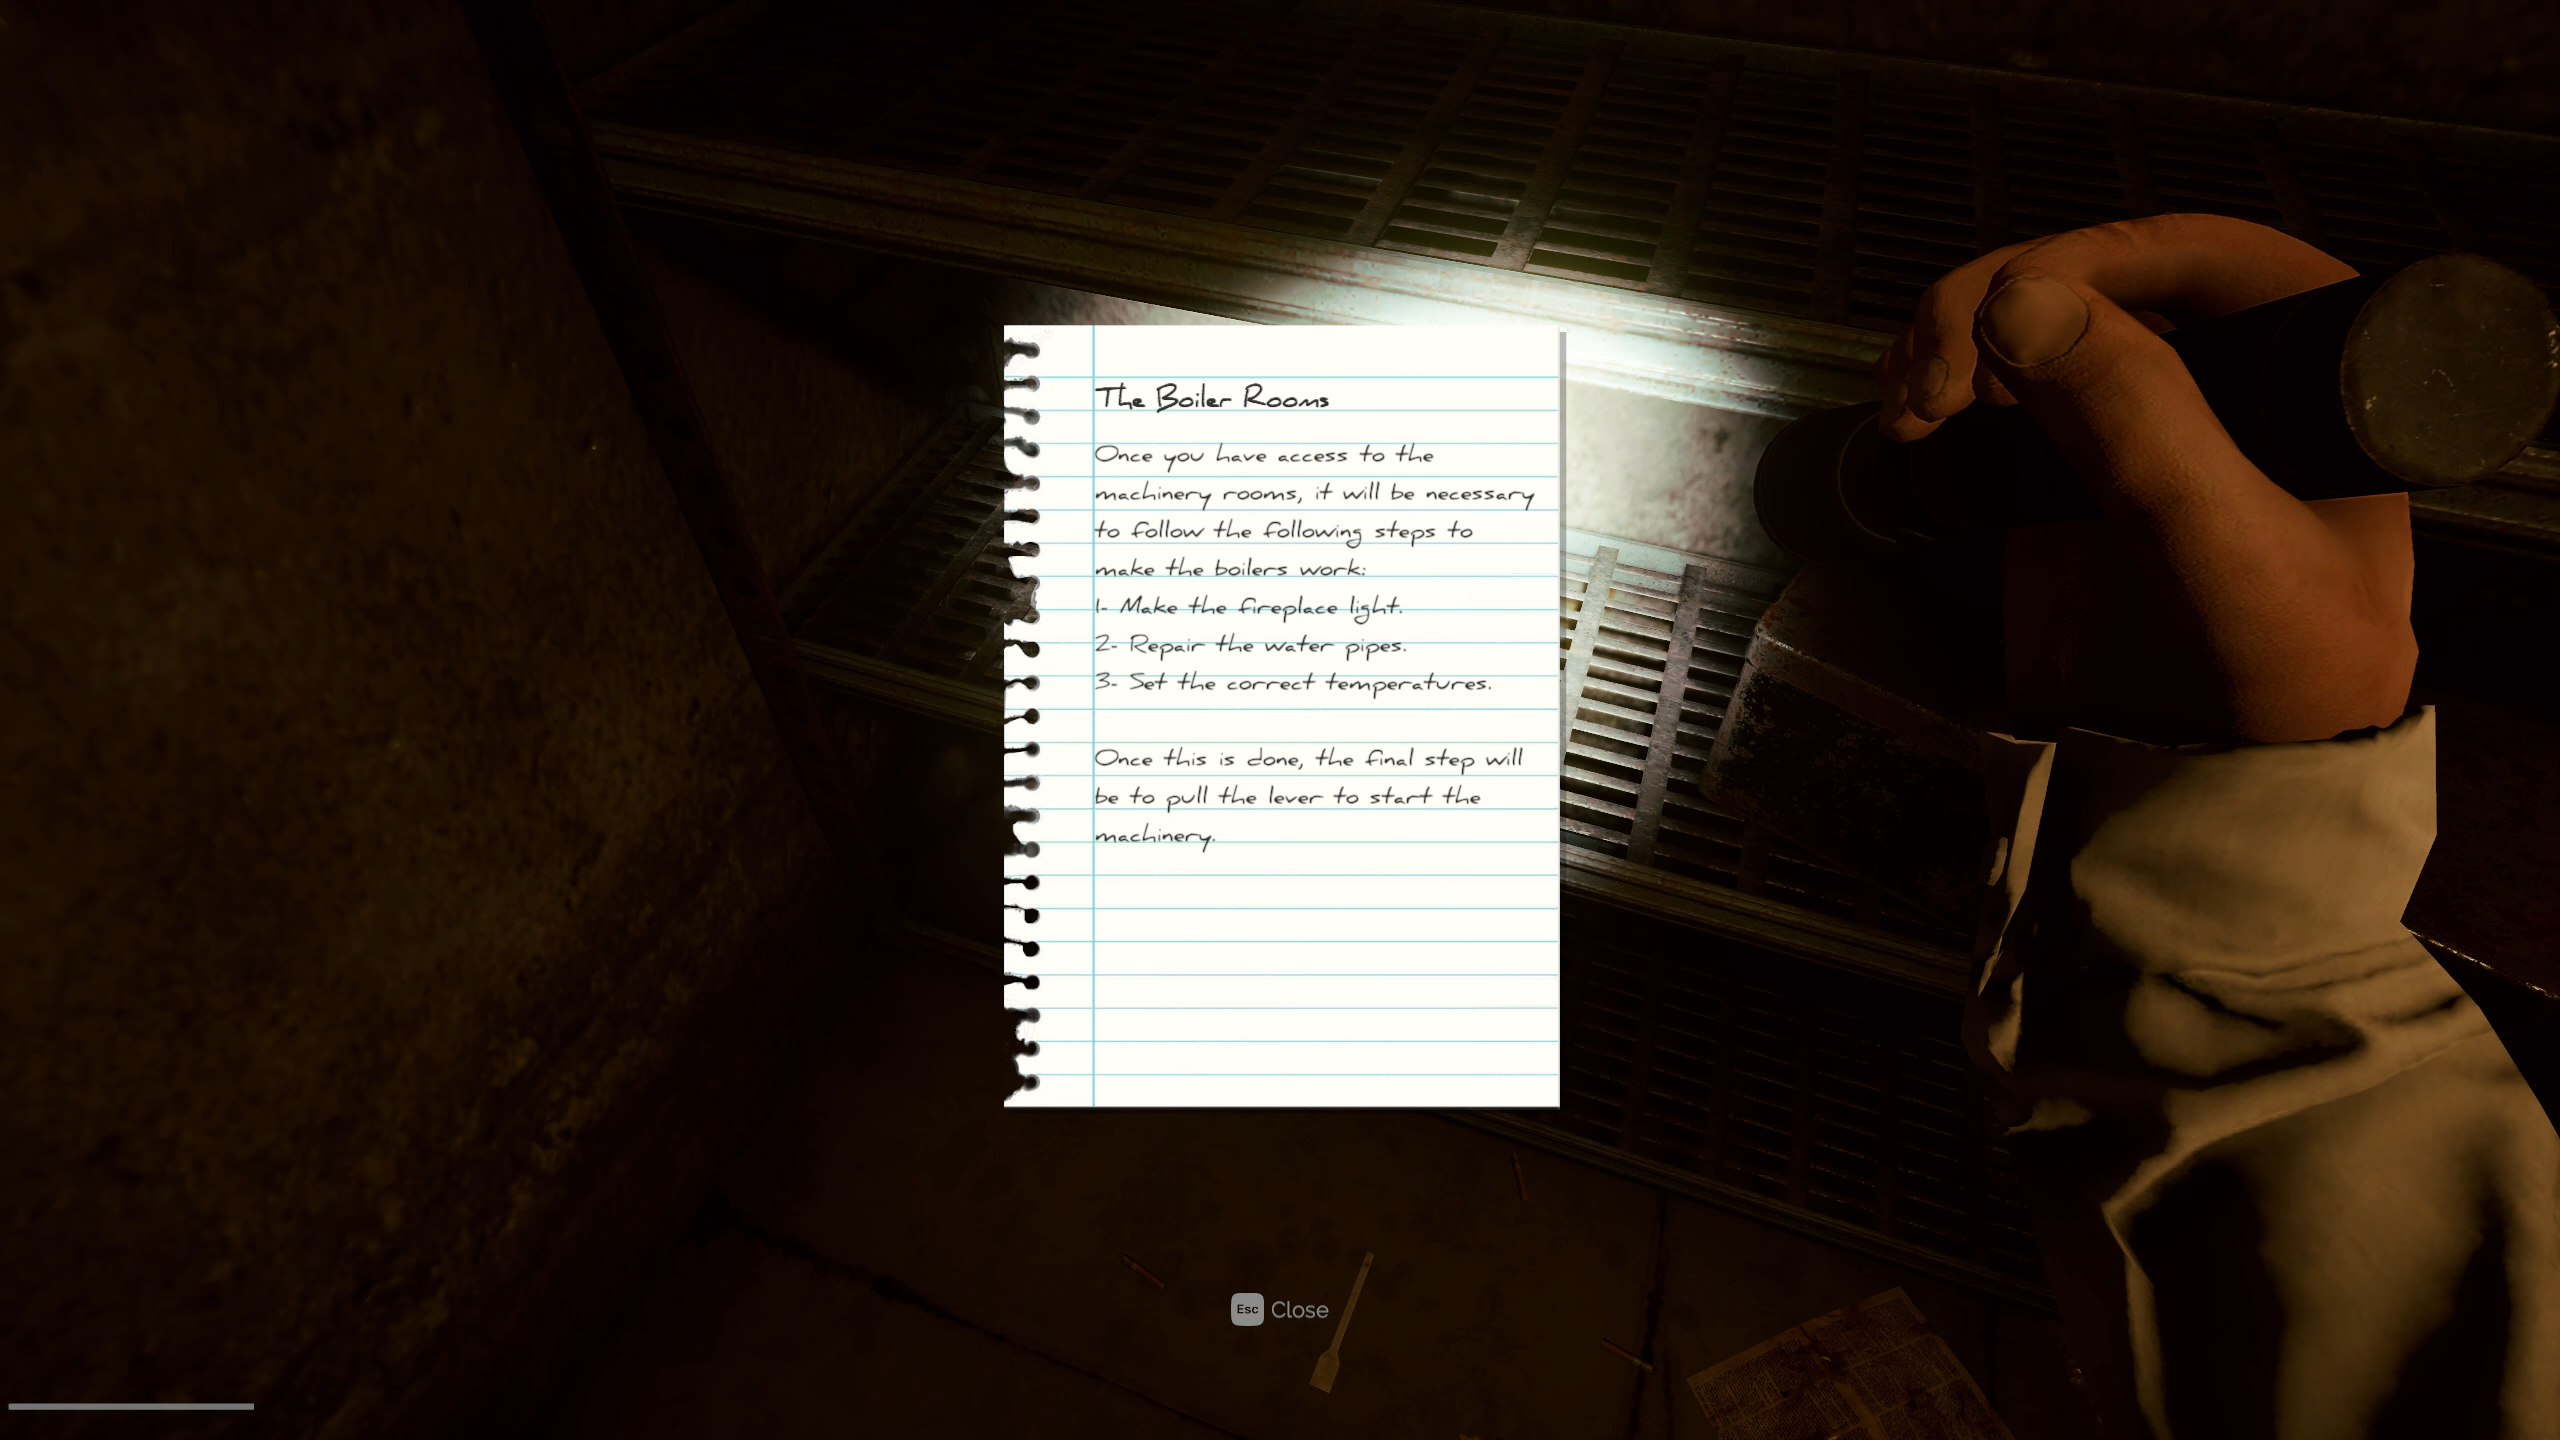 The Boiler Rooms
Once you have access to the
machinery rooms, it will be necessary
to follow the following steps to
make the boilers work:
1- Make the fireplace light.
2- Repair the water pipes.
3- Set the correct temperatures.
Once this is done, the final step will
be to pull the lever to start the
machinery.
Esc Close